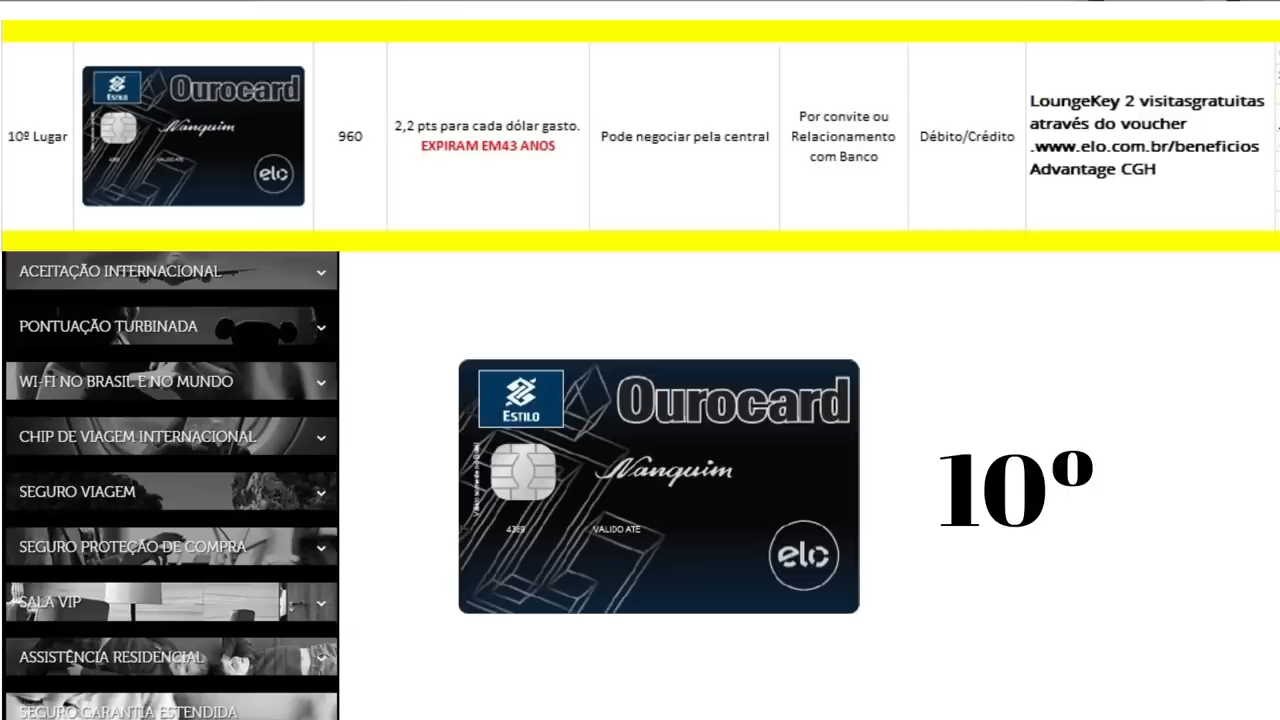 10º Lugar
ESTILO
Ourocard
Nanquim
4389
VALIDO ATE
elo
960
2,2 pts para cada dólar gasto.
EXPIRAM EM43 ANOS
Pode negociar pela central
Por convite ou
Relacionamento
com Banco
Débito/Crédito
LoungeKey 2 visitasgratuitas
através do voucher
.www.elo.com.br/beneficios
Advantage CGH
ACEITAÇÃO INTERNACIONAL
PONTUAÇÃO TURBINADA
WI-FI NO BRASIL E NO MUNDO
CHIP DE VIAGEM INTERNACIONAL
SEGURO VIAGEM
SEGURO PROTEÇÃO DE COMPRA
SALA VIP
ASSISTÊNCIA RESIDENCIAL
SEGURO GARANTIA ESTENDIDA
ESTILO
Ourocard
Nanquim
4389
VALIDO ATE
elo
10º